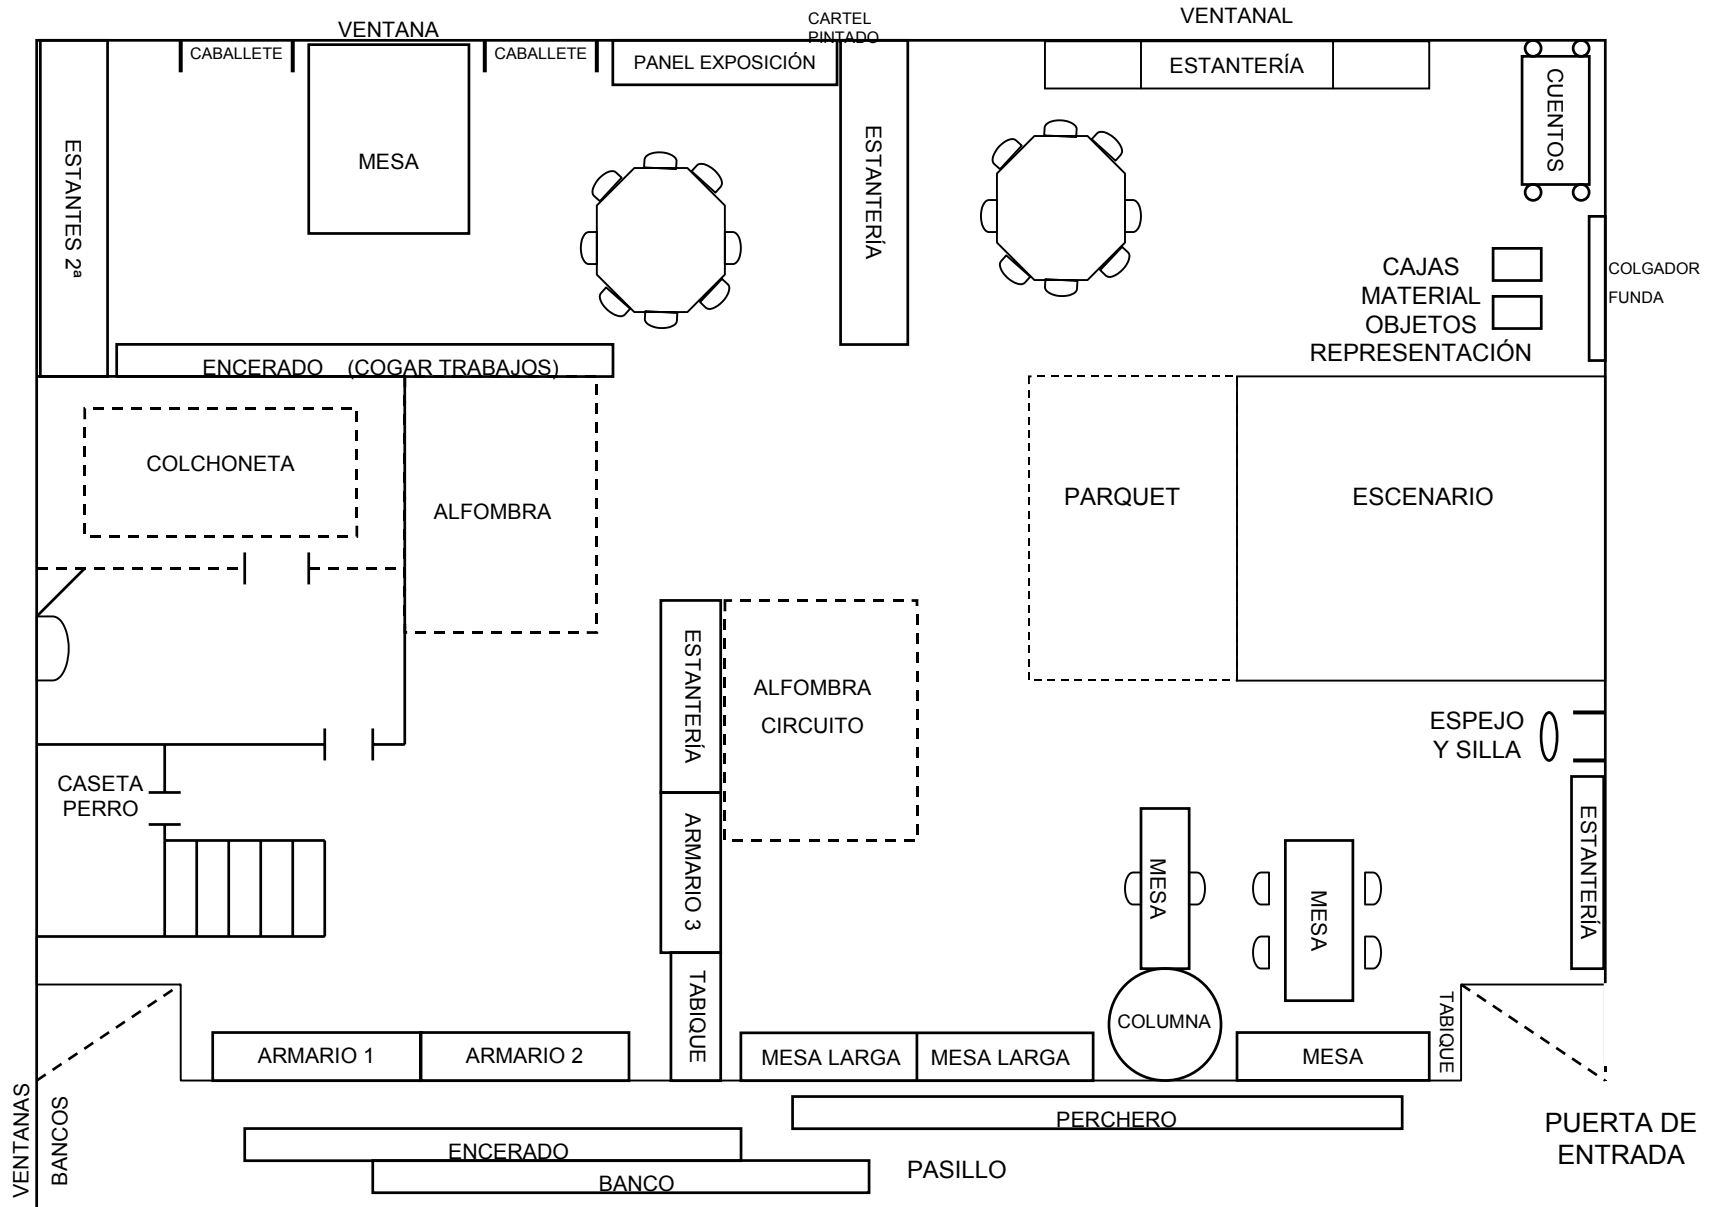 VENTANA
CARTEL
PINTADO
VENTANAL
CABALLETE
CABALLETE
PANEL EXPOSICIÓN
ESTANTERÍA
CUENTOS
ESTANTES 2ª
MESA
ESTANTERÍA
CAJAS
MATERIAL
OBJETOS
REPRESENTACIÓN
COLGADOR
FUNDA
ENCERADO (COGAR TRABAJOS)
COLCHONETA
ALFOMBRA
PARQUET
ESCENARIO
ESTANTERÍA
ALFOMBRA
CIRCUITO
ESPEJO
Y SILLA
CASETA
PERRO
ARMARIO 3
MESA
MESA
ESTANTERÍA
TABIQUE
COLUMNA
TABIQUE
ARMARIO 1
ARMARIO 2
MESA LARGA
MESA LARGA
MESA
VENTANAS
BANCOS
PERCHERO
PUERTA DE
ENTRADA
ENCERADO
BANCO
PASILLO